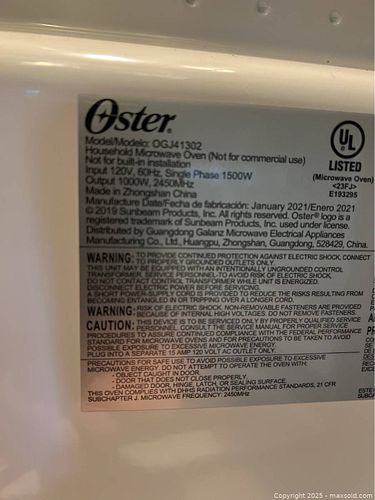 Oster®
Model/Modelo: OGJ41302
Household Microwave Oven (Not for commercial use)
Not for built-in installation
Input 120V, 60Hz, Single Phase 1500W
Output 1000W, 2450MHz
Made in Zhongshan China
Manufacture Date/Fecha de fabricación: January 2021/Enero 2021
© 2019 Sunbeam Products, Inc. All rights reserved. Oster® logo is a
registered trademark of Sunbeam Products, Inc. used under license.
Distributed by Guangdong Galanz Microwave Electrical Appliances
Manufacturing Co., Ltd., Huangpu, Zhongshan, Guangdong, 528429, China.
UL
LISTED
(Microwave Oven)
<23FJ>
E193295
WARNING: - TO PROVIDE CONTINUED PROTECTION AGAINST ELECTRIC SHOCK, CONNECT
- TO PROPERLY GROUNDED OUTLETS ONLY.
THIS UNIT MAY BE EQUIPPED WITH AN INTENTIONALLY UNGROUNDED CONTROL
TRANSFORMER. SERVICE PERSONNEL-TO AVOID RISK OF ELECTRIC SHOCK,
DO NOT CONTACT CONTROL TRANSFORMER WHILE UNIT IS ENERGIZED.
DISCONNECT ELECTRIC POWER BEFORE SERVICING.
A SHORT POWER-SUPPLY CORD IS PROVIDED TO REDUCE THE RISKS RESULTING FROM
BECOMING ENTANGLED IN OR TRIPPING OVER A LONGER CORD.
WARNING: - RISK OF ELECTRIC SHOCK. NON-REMOVABLE FASTENERS ARE PROVIDED
BECAUSE OF INTERNAL HIGH VOLTAGES. DO NOT REMOVE FASTENERS.
CAUTION: - THIS DEVICE IS TO BE SERVICED ONLY BY PROPERLY QUALIFIED SERVICE
PERSONNEL. CONSULT THE SERVICE MANUAL FOR PROPER SERVICE
PROCEDURES TO ASSURE CONTINUED COMPLIANCE WITH THE FEDERAL PERFORMANCE
STANDARD FOR MICROWAVE OVENS AND FOR PRECAUTIONS TO BE TAKEN TO AVOID
POSSIBLE EXPOSURE TO EXCESSIVE MICROWAVE ENERGY.
PLUG INTO A SEPARATE 15 AMP 120 VOLT AC OUTLET ONLY.
PRECAUTIONS FOR SAFE USE TO AVOID POSSIBLE EXPOSURE TO EXCESSIVE
MICROWAVE ENERGY. DO NOT ATTEMPT TO OPERATE THE OVEN WITH:
- OBJECT CAUGHT IN DOOR.
- DOOR THAT DOES NOT CLOSE PROPERLY.
- DAMAGED DOOR, HINGE, LATCH, OR SEALING SURFACE.
THIS OVEN COMPLIES WITH DHHS RADIATION PERFORMANCE STANDARDS, 21 CFR
SUBCHAPTER J. MICROWAVE FREQUENCY: 2450MHz
Copyright © 2025 - maxsold.com